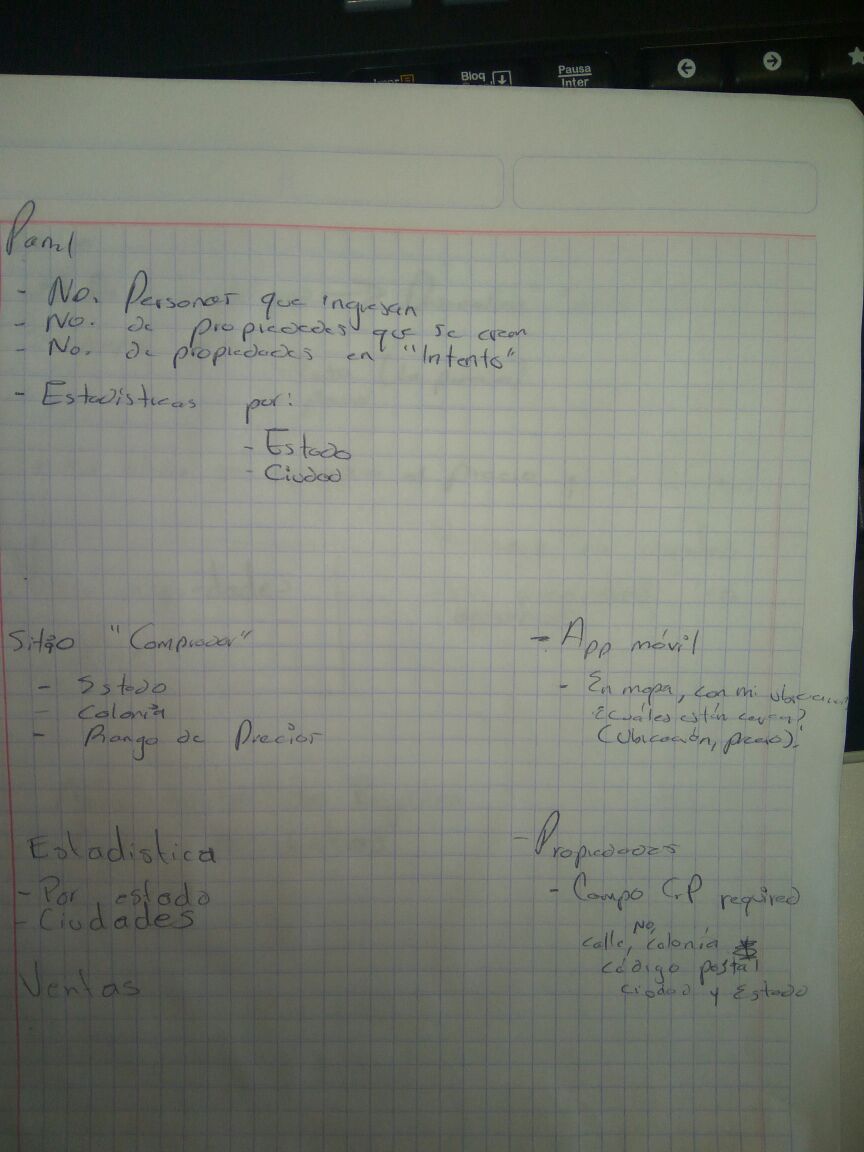 Bloq
Pausa
Inter
Panel
- No. Personas que ingresan
- No. de propiedades que se crean
- No. de propiedades en "Intento"
- Estadísticas por:
- Estado
- Ciudad
Sitio "Comprador"
- Estado
- Colonia
- Rango de Precios
- App móvil
- En mapa, con mi ubicación
¿Cuáles están cerca?
(Ubicación, precio).
Estadistica
- Por estado
- Ciudades
Ventas
- Propiedades
- Campo C.P required
calle, No, colonia
código postal
ciudad y Estado